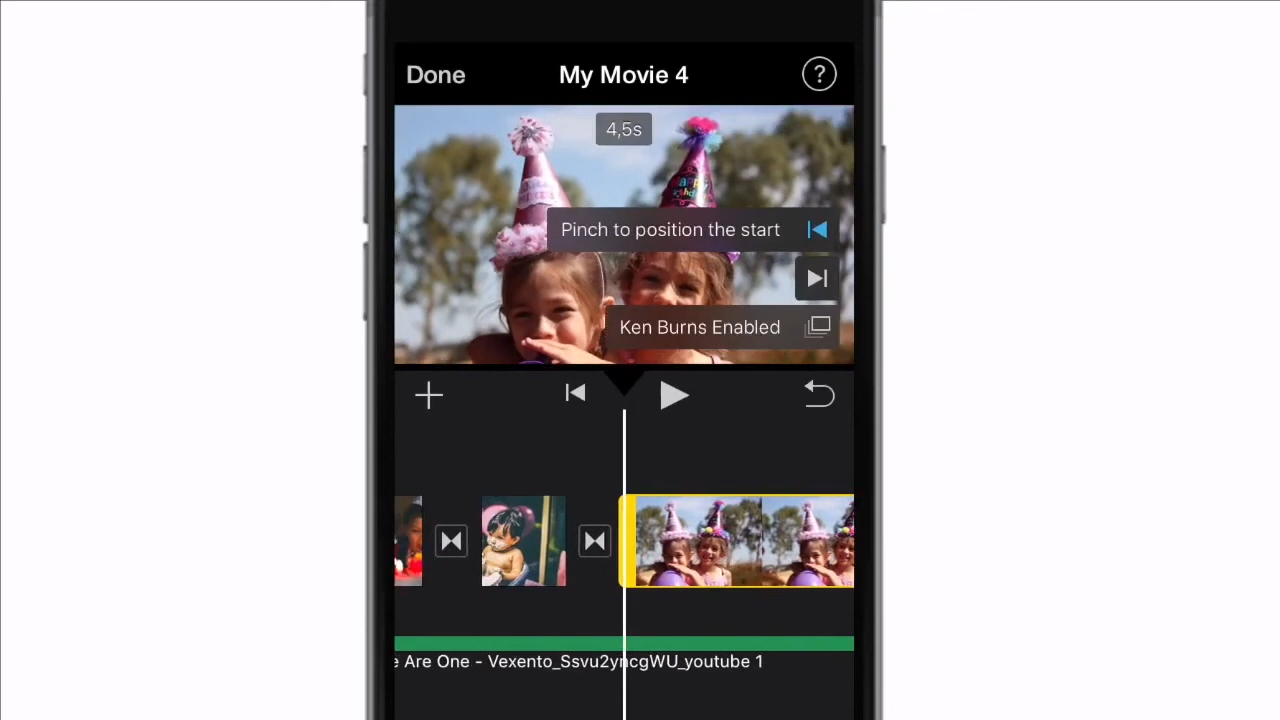 Done
My Movie 4
?
4,5s
Pinch to position the start
Ken Burns Enabled
e Are One - Vexento_Ssvu2yncgWU_youtube 1